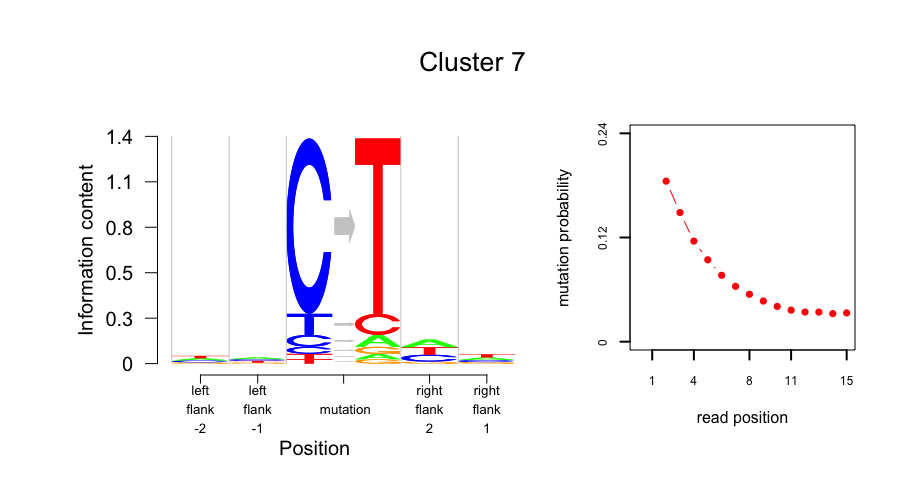 Cluster 7
Information content
1.4
1.1
0.8
0.5
0.3
0
C T
T C
C A
C G
T A
T G
T A
A C
G
A
C T
G
A
T
C
G
T
A
C
G
left flank -2
left flank -1
mutation
right flank 2
right flank 1
Position
mutation probability
0.24
0.12
0
1 4 8 11 15
read position